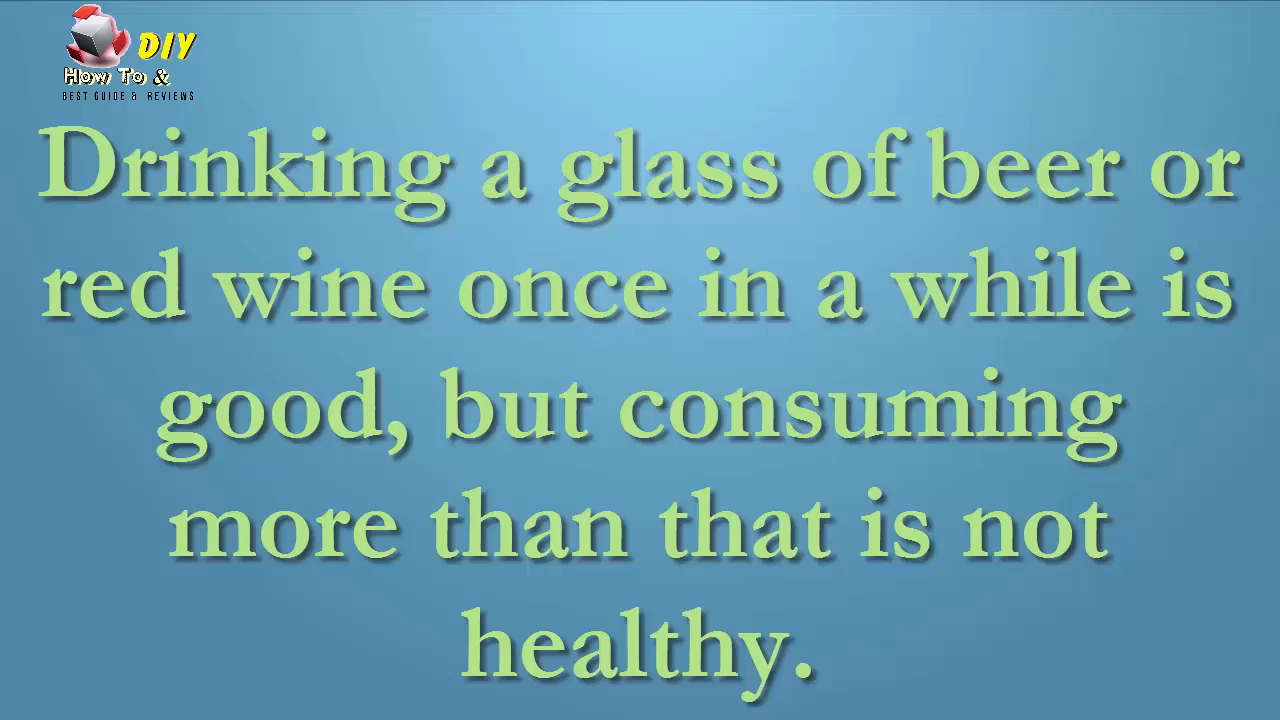 DIY
How To &
BEST GUIDE & REVIEWS
Drinking a glass of beer or
red wine once in a while is
good, but consuming
more than that is not
healthy.